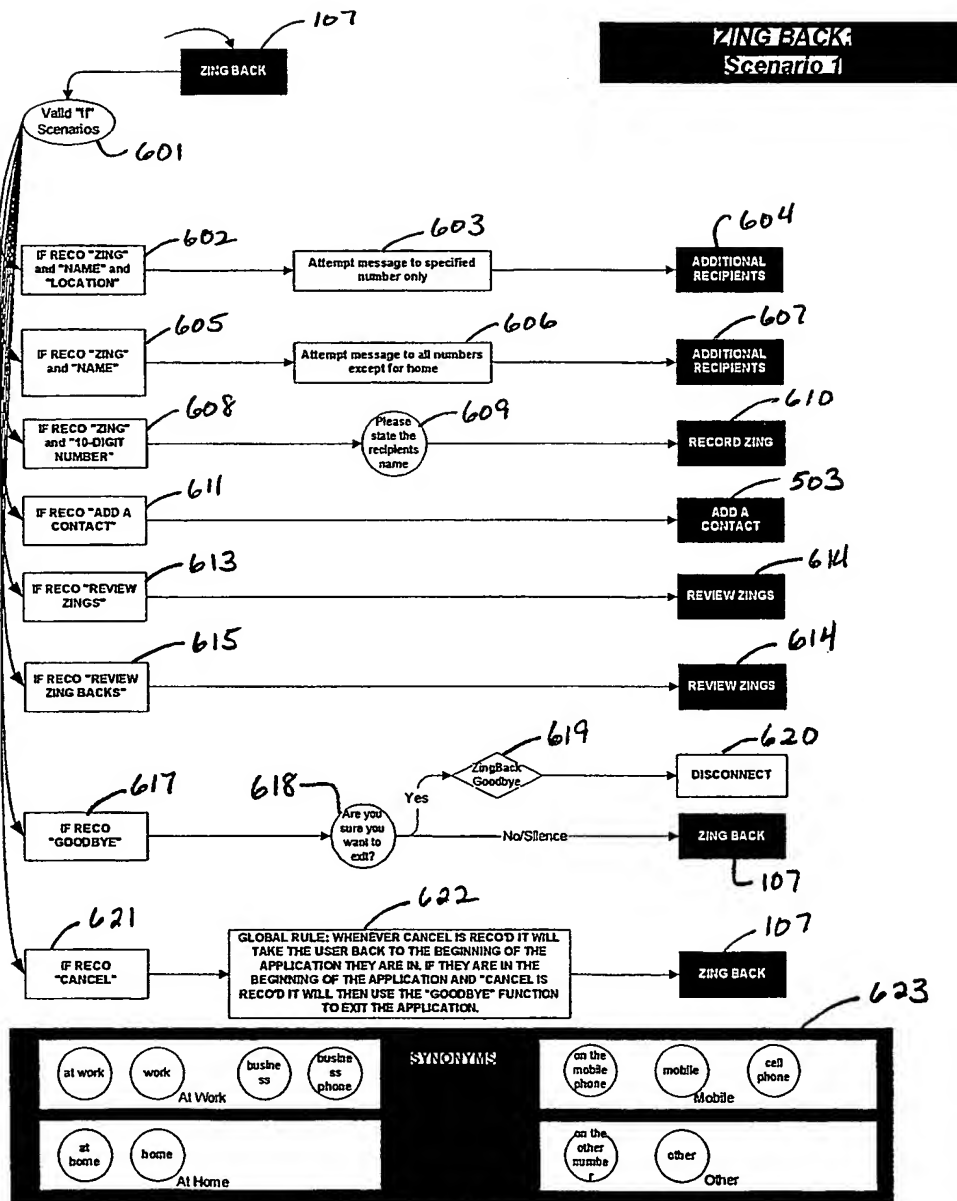 107
ZING BACK
ZING BACK:
Scenario 1
Valid "If"
Scenarios
601
602
603
604
IF RECO "ZING"
and "NAME" and
"LOCATION"
Attempt message to specified
number only
ADDITIONAL
RECIPIENTS
605
606
607
IF RECO "ZING"
and "NAME"
Attempt message to all numbers
except for home
ADDITIONAL
RECIPIENTS
608
609
610
IF RECO "ZING"
and "10-DIGIT
NUMBER"
Please
state the
recipients
name
RECORD ZING
611
503
IF RECO "ADD A
CONTACT"
ADD A
CONTACT
613
614
IF RECO "REVIEW
ZINGS"
REVIEW ZINGS
615
614
IF RECO "REVIEW
ZING BACKS"
REVIEW ZINGS
619
620
ZingBack
Goodbye
DISCONNECT
617
618
Yes
IF RECO
"GOODBYE"
Are you
sure you
want to
exit?
No/Silence
ZING BACK
107
621
622
107
IF RECO
"CANCEL"
GLOBAL RULE: WHENEVER CANCEL IS RECO'D IT WILL
TAKE THE USER BACK TO THE BEGINNING OF THE
APPLICATION THEY ARE IN. IF THEY ARE IN THE
BEGINNING OF THE APPLICATION AND "CANCEL IS
RECO'D IT WILL THEN USE THE "GOODBYE" FUNCTION
TO EXIT THE APPLICATION.
ZING BACK
623
SYNONYMS
at work
work
busine
ss
busine
ss
phone
At Work
on the
mobile
phone
mobile
cell
phone
Mobile
at
home
home
At Home
on the
other
numbe
r
other
Other